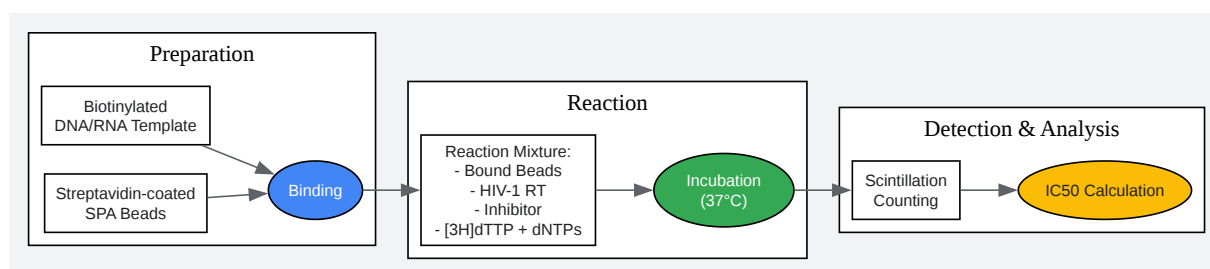 Preparation
Biotinylated
DNA/RNA Template
Streptavidin-coated
SPA Beads
Binding
Reaction
Reaction Mixture:
- Bound Beads
- HIV-1 RT
- Inhibitor
- [3H]dTTP + dNTPs
Incubation
(37°C)
Detection & Analysis
Scintillation
Counting
IC50 Calculation